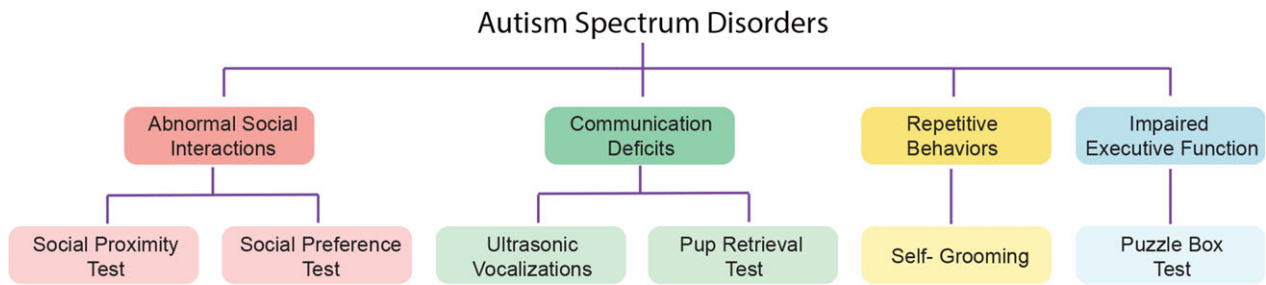 Autism Spectrum Disorders
Abnormal Social
Interactions
Communication
Deficits
Repetitive
Behaviors
Impaired
Executive Function
Social Proximity
Test
Social Preference
Test
Ultrasonic
Vocalizations
Pup Retrieval
Test
Self- Grooming
Puzzle Box
Test